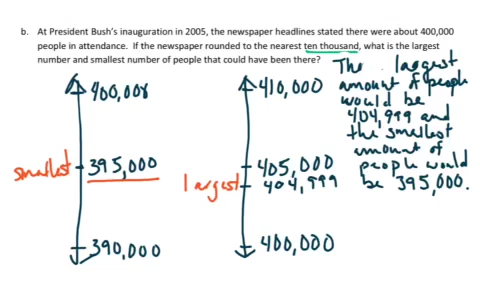 b. At President Bush's inauguration in 2005, the newspaper headlines stated there were about 400,000
people in attendance. If the newspaper rounded to the nearest ten thousand, what is the largest
number and smallest number of people that could have been there?
400,000
smallest 395,000
390,000
410,000
405,000
largest 404,999
400,000
The largest
amount of people
would be
404,999 and
the smallest
amount of
people would
be 395,000.